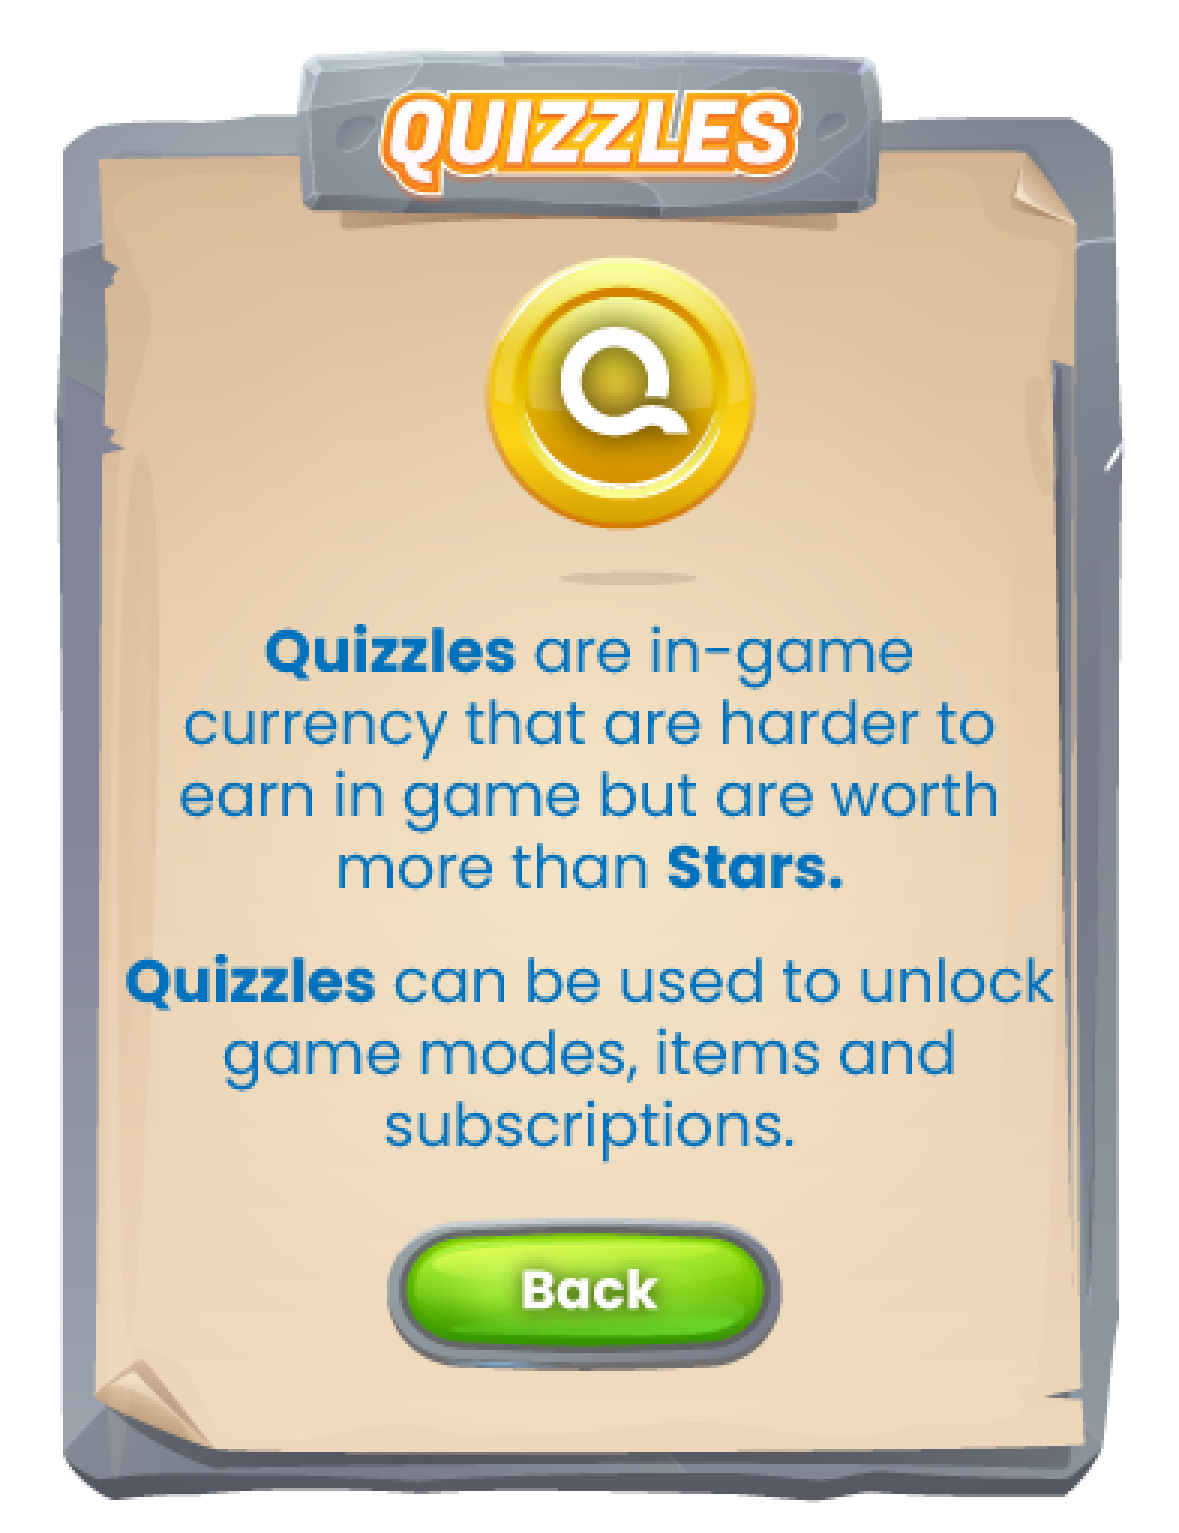 QUIZZLES
Q
Quizzles are in-game
currency that are harder to
earn in game but are worth
more than Stars.
Quizzles can be used to unlock
game modes, items and
subscriptions.
Back